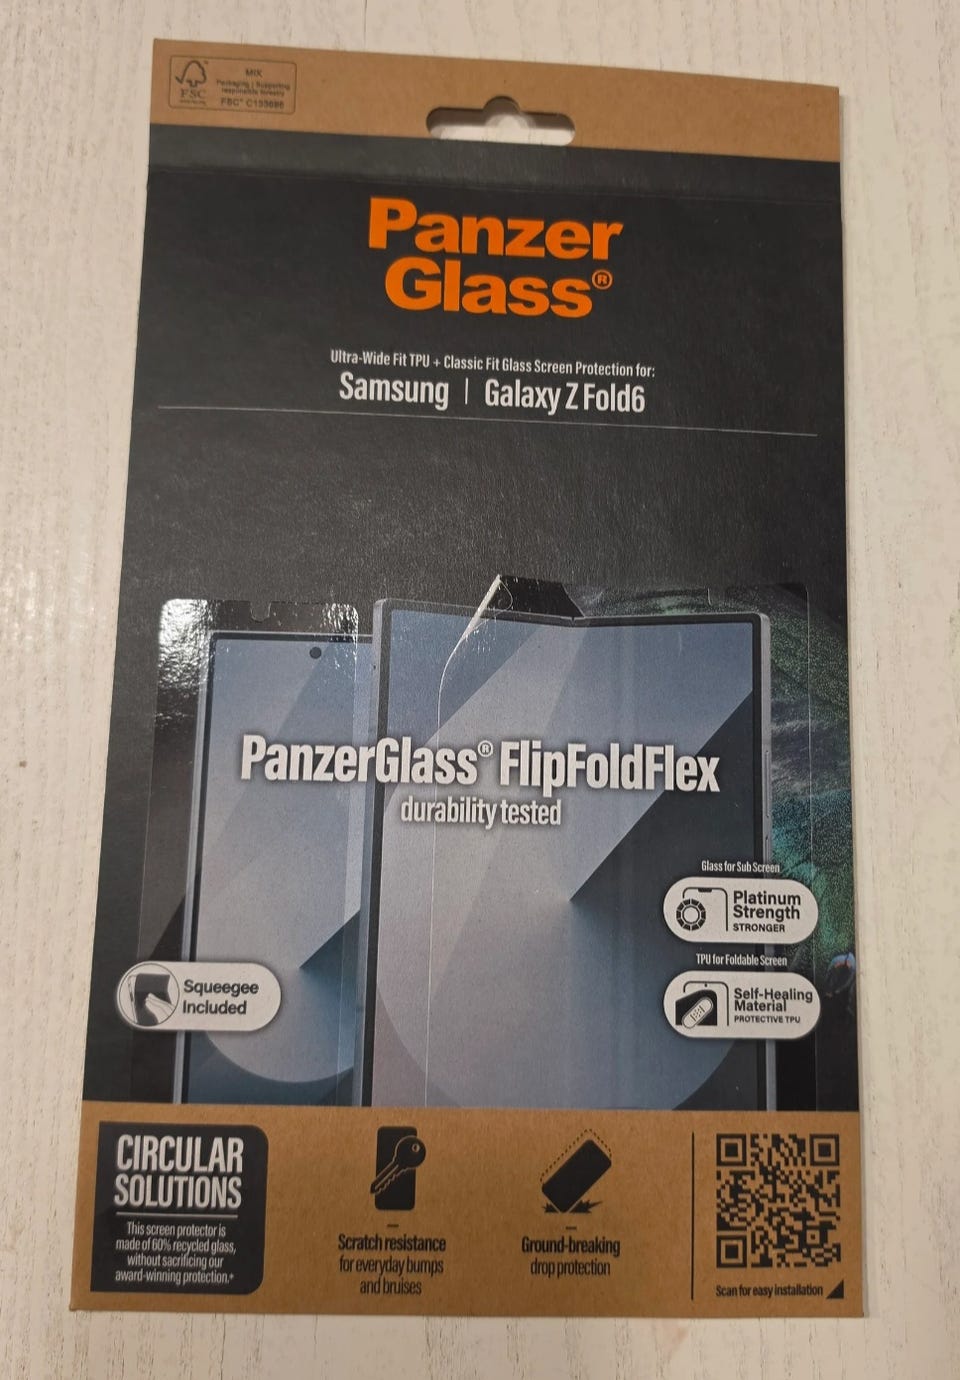 MIX
Packaging | Supporting
responsible forestry
FSC
FSC® C155696
Panzer
Glass®
Ultra-Wide Fit TPU + Classic Fit Glass Screen Protection for:
Samsung | Galaxy Z Fold6
PanzerGlass® FlipFoldFlex
durability tested
Glass for Sub Screen
Platinum
Strength
STRONGER
TPU for Foldable Screen
Self-Healing
Material
PROTECTIVE TPU
Squeegee
Included
CIRCULAR
SOLUTIONS
This screen protector is
made of 60% recycled glass,
without sacrificing our
award-winning protection.*
Scratch resistance
for everyday bumps
and bruises
Ground-breaking
drop protection
Scan for easy installation